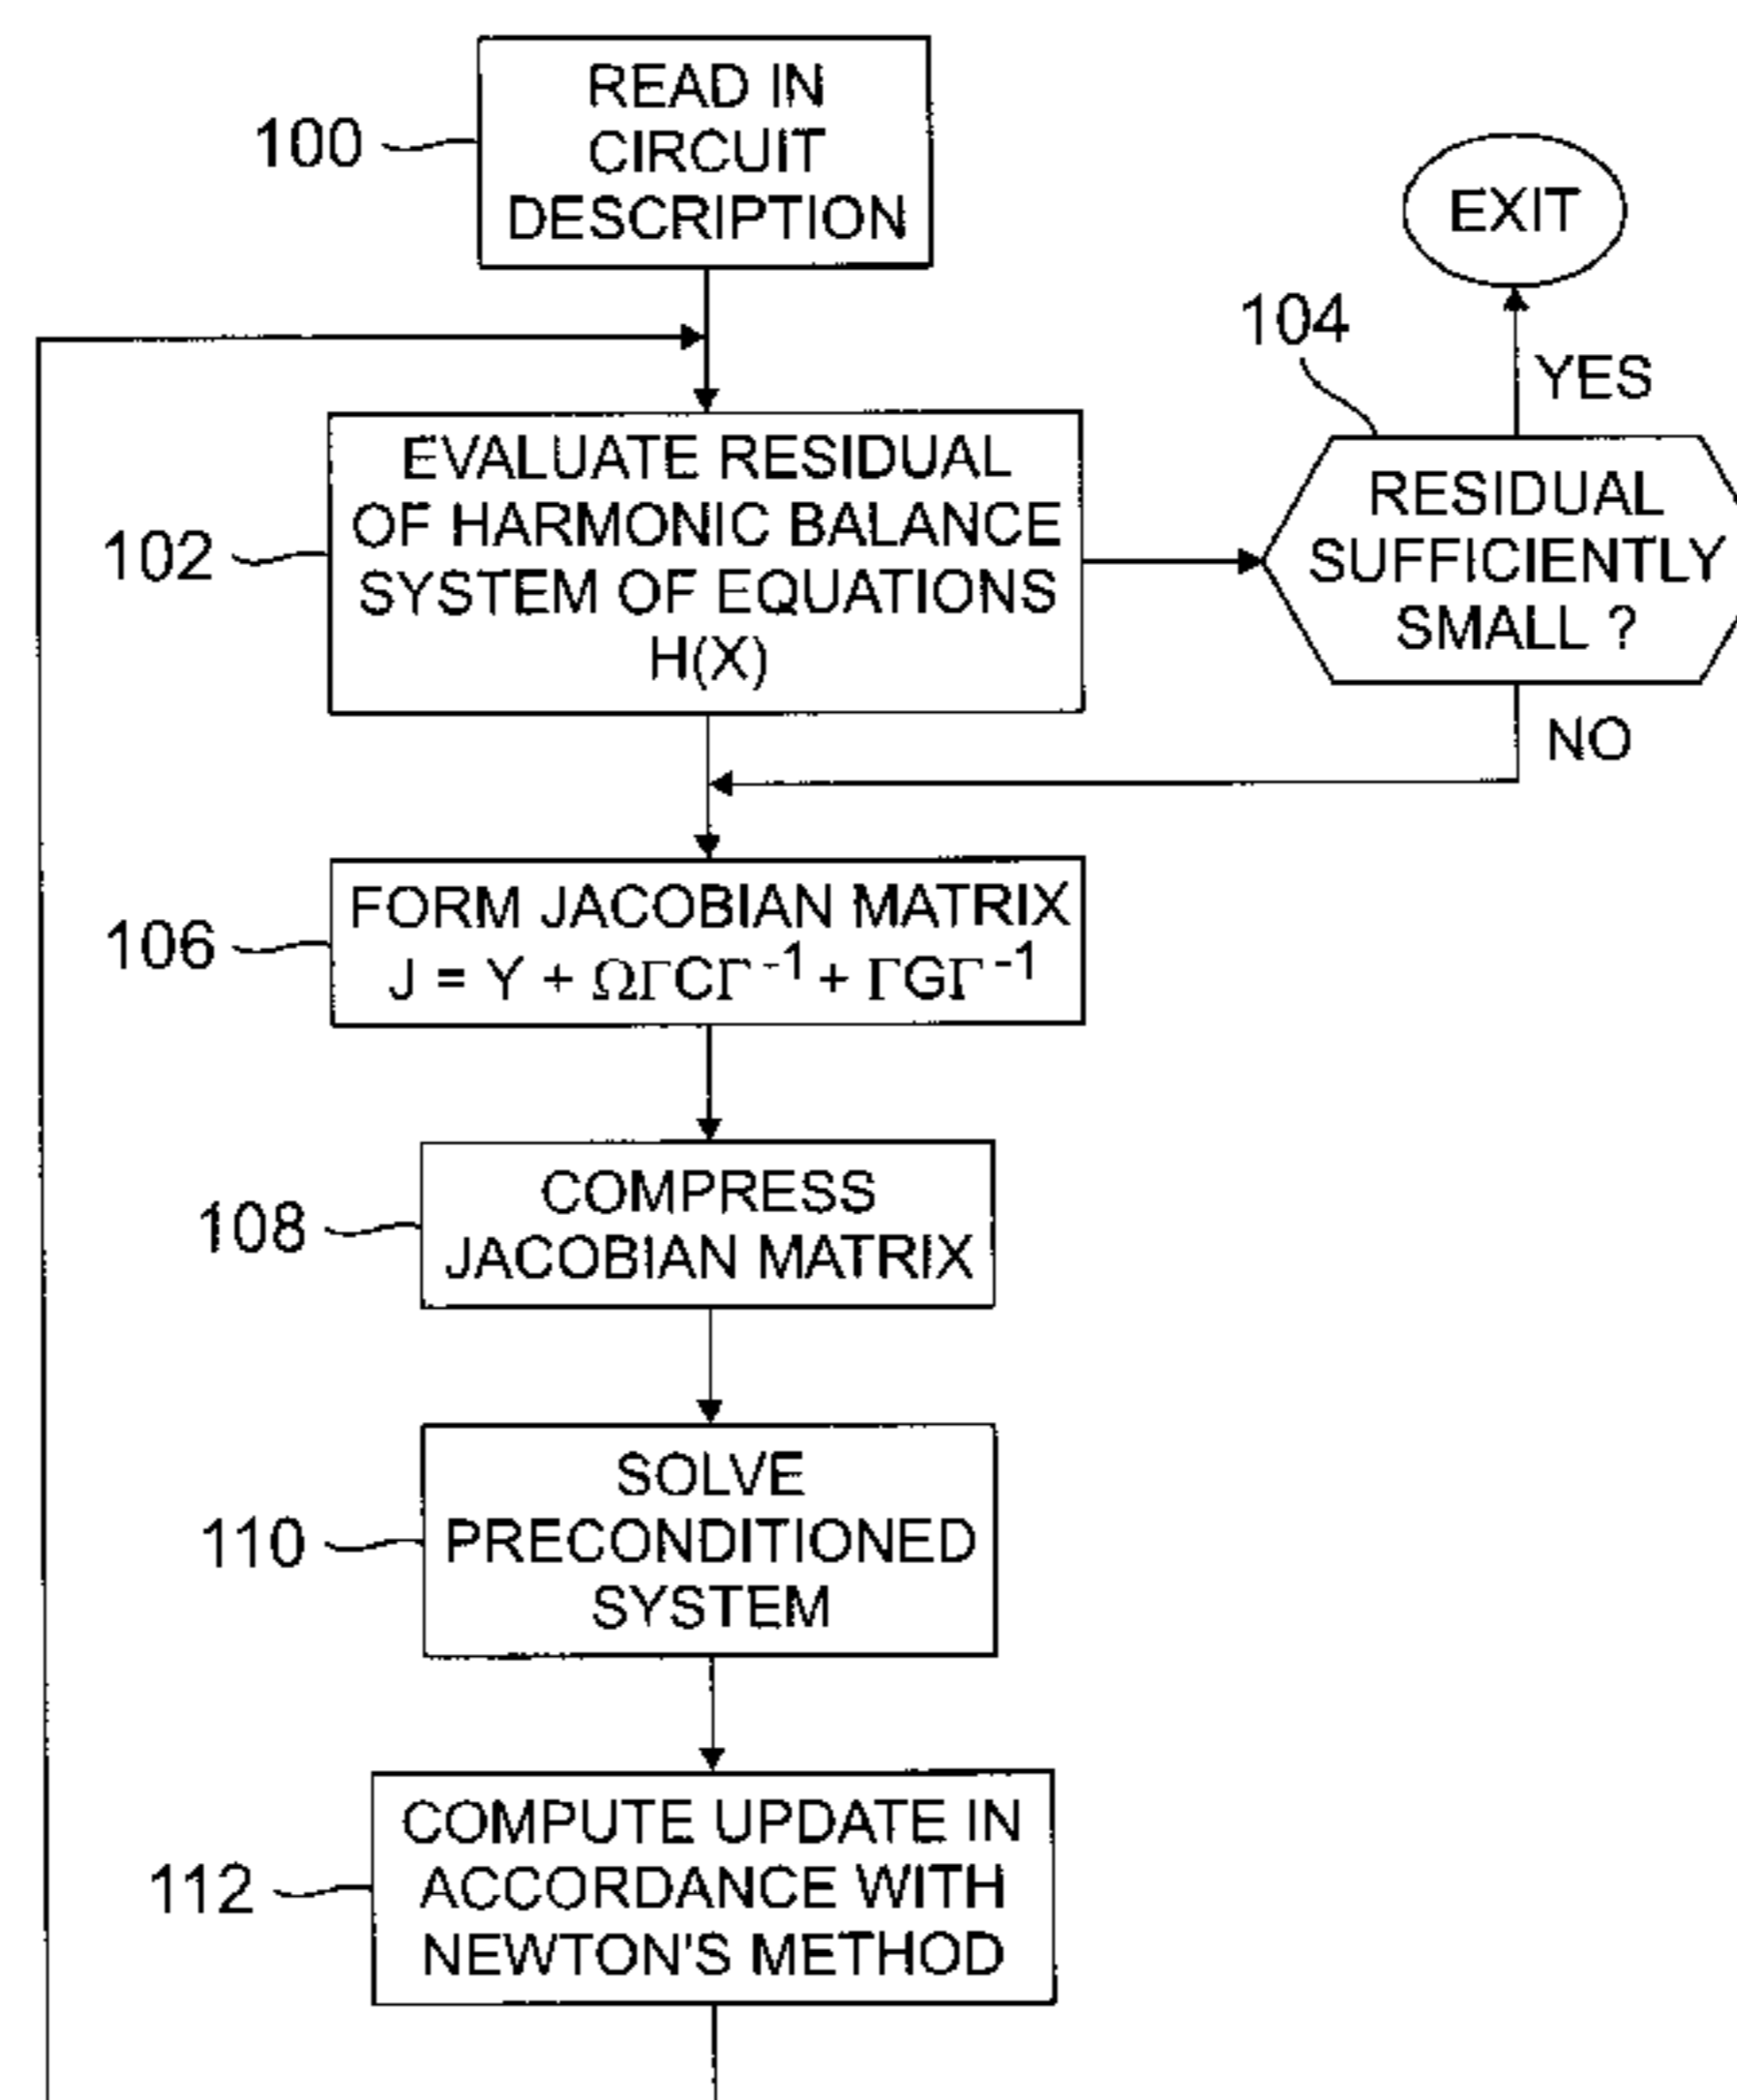 100
READ IN
CIRCUIT
DESCRIPTION
EXIT
104
YES
102
EVALUATE RESIDUAL
OF HARMONIC BALANCE
SYSTEM OF EQUATIONS
H(X)
RESIDUAL
SUFFICIENTLY
SMALL ?
NO
106
FORM JACOBIAN MATRIX
J = Y + ΩΓCΓ⁻¹ + ΓGΓ⁻¹
108
COMPRESS
JACOBIAN MATRIX
110
SOLVE
PRECONDITIONED
SYSTEM
112
COMPUTE UPDATE IN
ACCORDANCE WITH
NEWTON'S METHOD